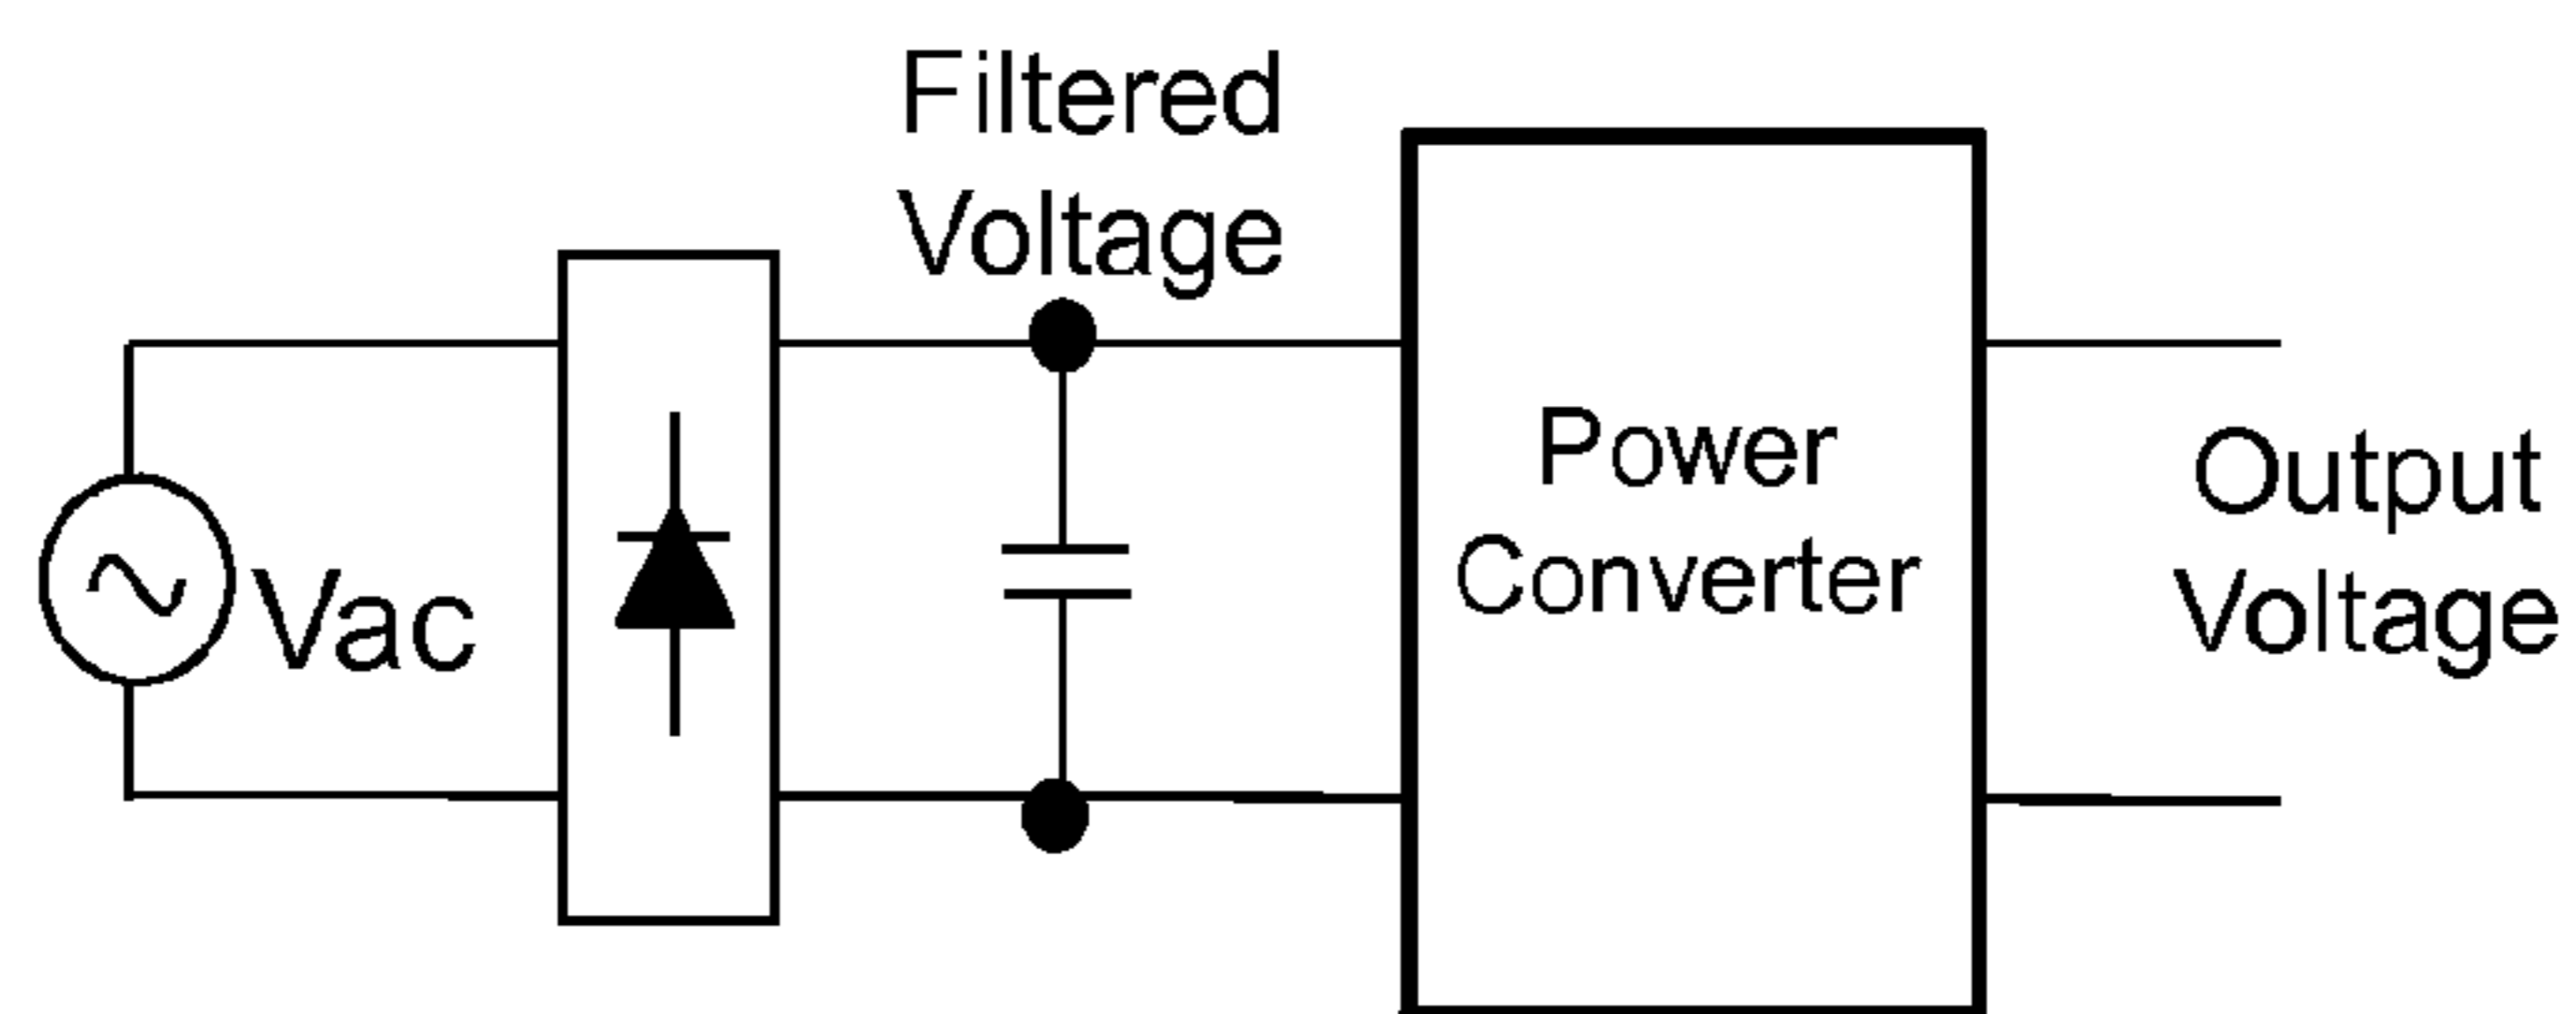 Filtered
Voltage
Vac
Power
Converter
Output
Voltage